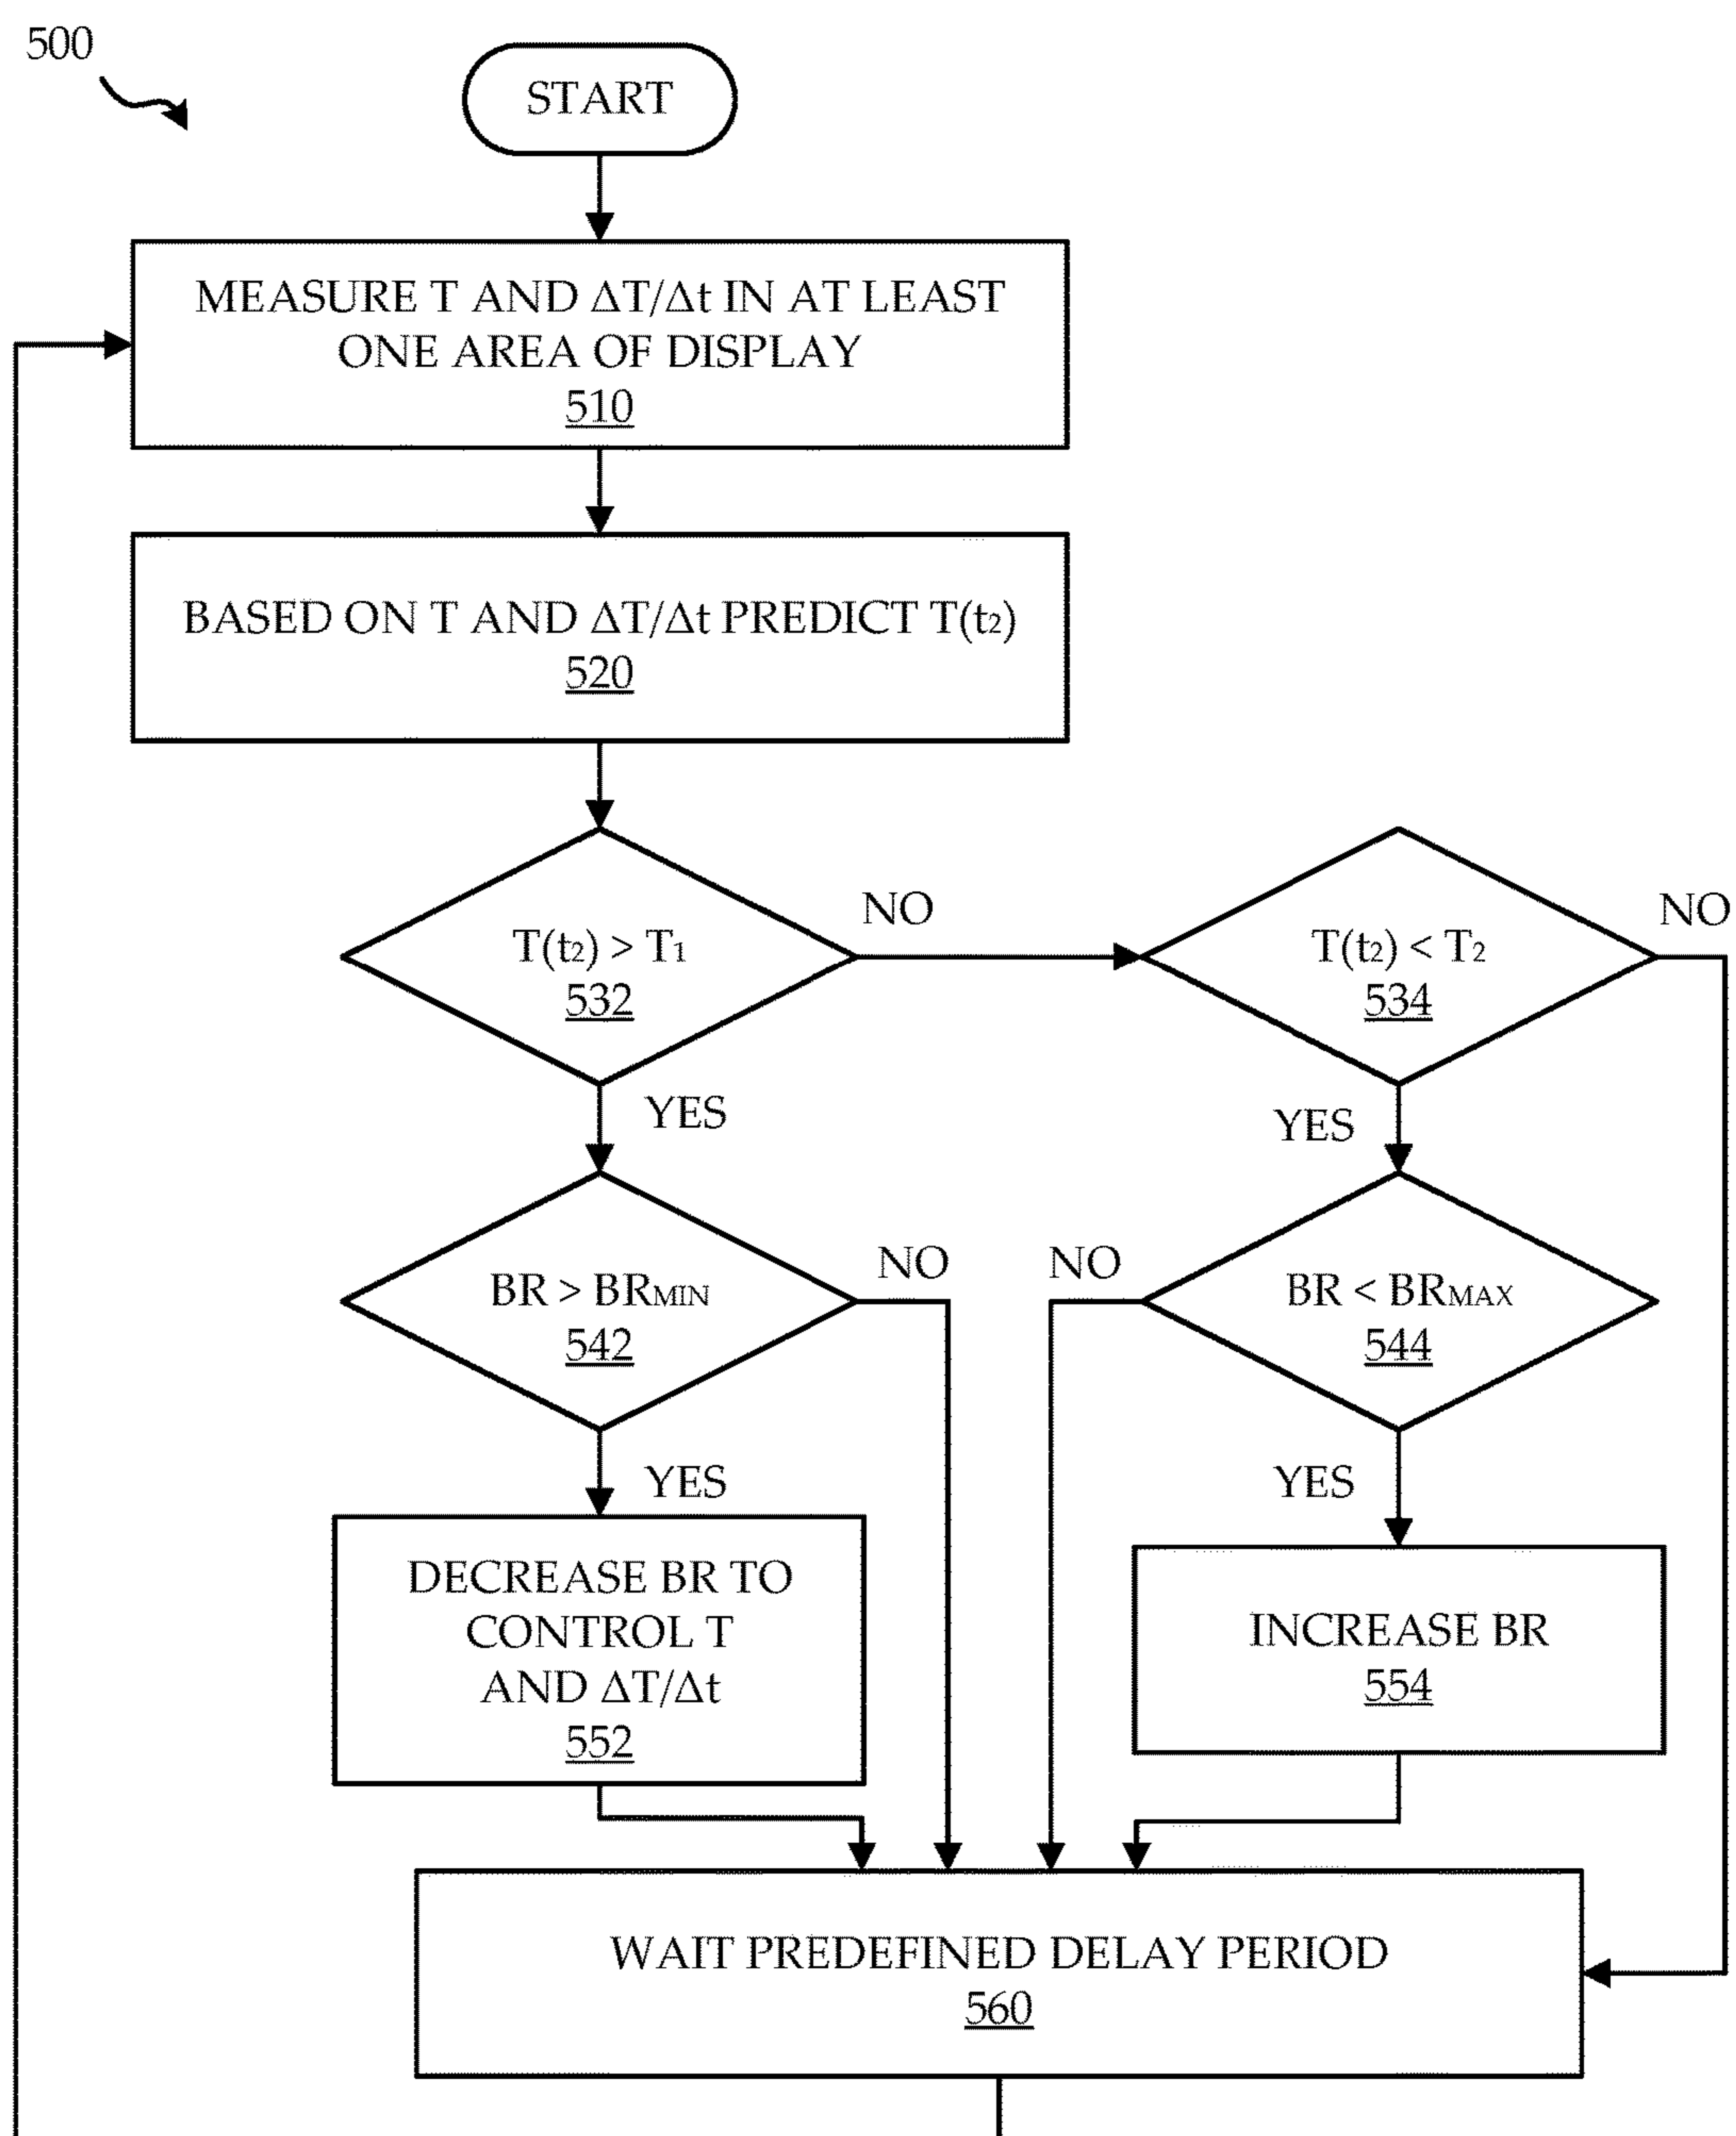 500
START
MEASURE T AND ΔT/Δt IN AT LEAST
ONE AREA OF DISPLAY
510
BASED ON T AND ΔT/Δt PREDICT T(t₂)
520
T(t₂) > T₁
532
NO
T(t₂) < T₂
534
NO
YES
YES
BR > BRMIN
542
NO
NO
BR < BRMAX
544
YES
YES
DECREASE BR TO
CONTROL T
AND ΔT/Δt
552
INCREASE BR
554
WAIT PREDEFINED DELAY PERIOD
560